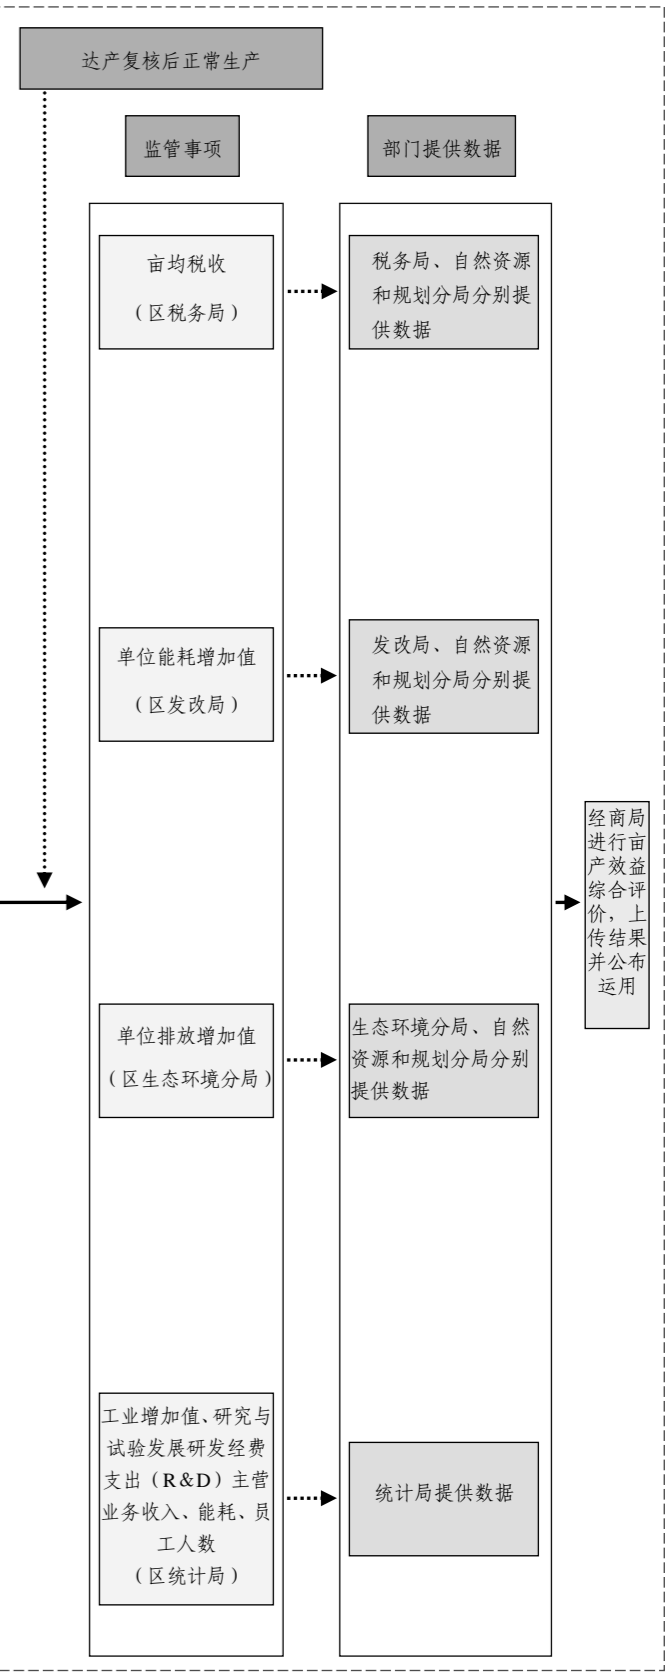 达产复核后正常生产
监管事项
部门提供数据
亩均税收
（区税务局）
税务局、自然资源
和规划分局分别提
供数据
单位能耗增加值
（区发改局）
发改局、自然资源
和规划分局分别提
供数据
经商局
进行亩
产效益
综合评
价，上
传结果
并公布
运用
单位排放增加值
（区生态环境分局）
生态环境分局、自然
资源和规划分局分别
提供数据
工业增加值、研究与
试验发展研发经费
支出（R&D）主营
业务收入、能耗、员
工人数
（区统计局）
统计局提供数据